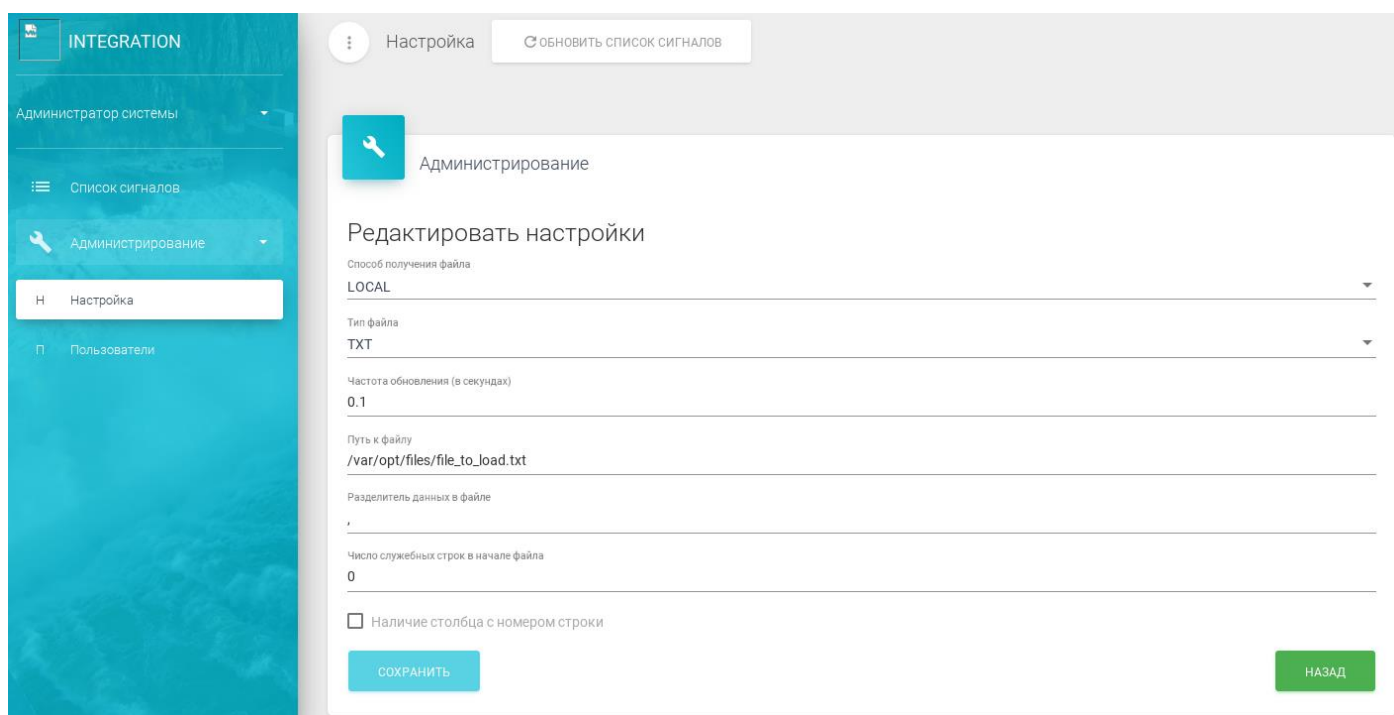 INTEGRATION
Администратор системы
Список сигналов
Администрирование
Н Настройка
П Пользователи
Настройка
ОБНОВИТЬ СПИСОК СИГНАЛОВ
Администрирование
Редактировать настройки
Способ получения файла
LOCAL
Тип файла
TXT
Частота обновления (в секундах)
0.1
Путь к файлу
/var/opt/files/file_to_load.txt
Разделитель данных в файле
,
Число служебных строк в начале файла
0
Наличие столбца с номером строки
СОХРАНИТЬ
НАЗАД